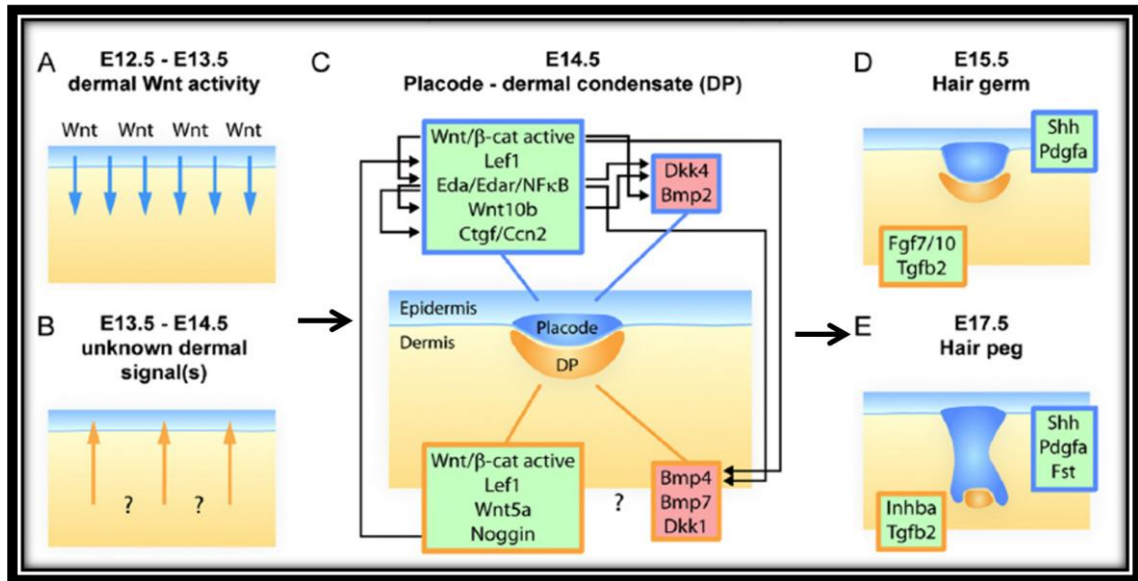 A
E12.5 - E13.5
dermal Wnt activity
Wnt Wnt Wnt Wnt
B
E13.5 - E14.5
unknown dermal
signal(s)
? ?
C
E14.5
Placode - dermal condensate (DP)
Wnt/β-cat active
Lef1
Eda/Edar/NFκB
Wnt10b
Ctgf/Ccn2
Dkk4
Bmp2
Epidermis
Placode
Dermis
DP
Wnt/β-cat active
Lef1
Wnt5a
Noggin
?
Bmp4
Bmp7
Dkk1
D
E15.5
Hair germ
Shh
Pdgfa
Fgf7/10
Tgfb2
E
E17.5
Hair peg
Shh
Pdgfa
Fst
Inhba
Tgfb2